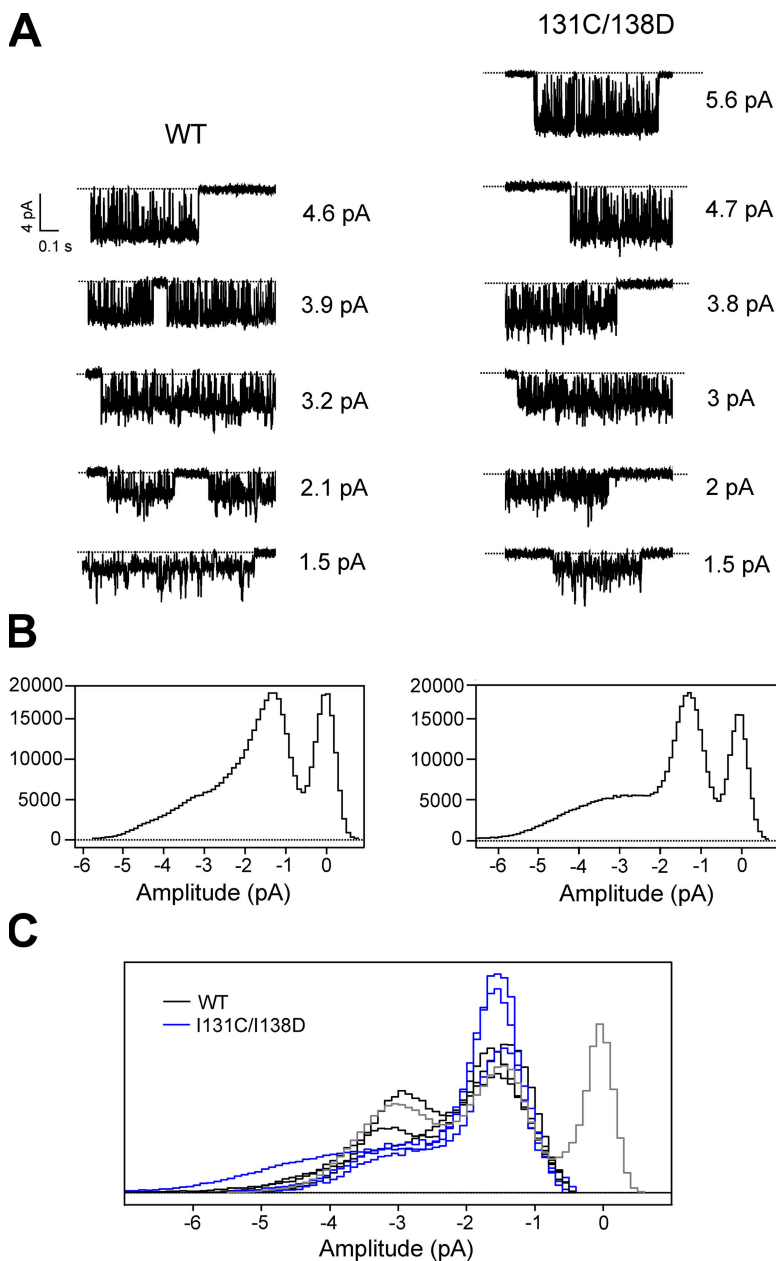 A
WT
131C/138D
4 pA
0.1 s
4.6 pA
3.9 pA
3.2 pA
2.1 pA
1.5 pA
5.6 pA
4.7 pA
3.8 pA
3 pA
2 pA
1.5 pA
B
20000
15000
10000
5000
0
-6 -5 -4 -3 -2 -1 0
Amplitude (pA)
20000
15000
10000
5000
0
-6 -5 -4 -3 -2 -1 0
Amplitude (pA)
C
WT
I131C/I138D
-6 -5 -4 -3 -2 -1 0
Amplitude (pA)